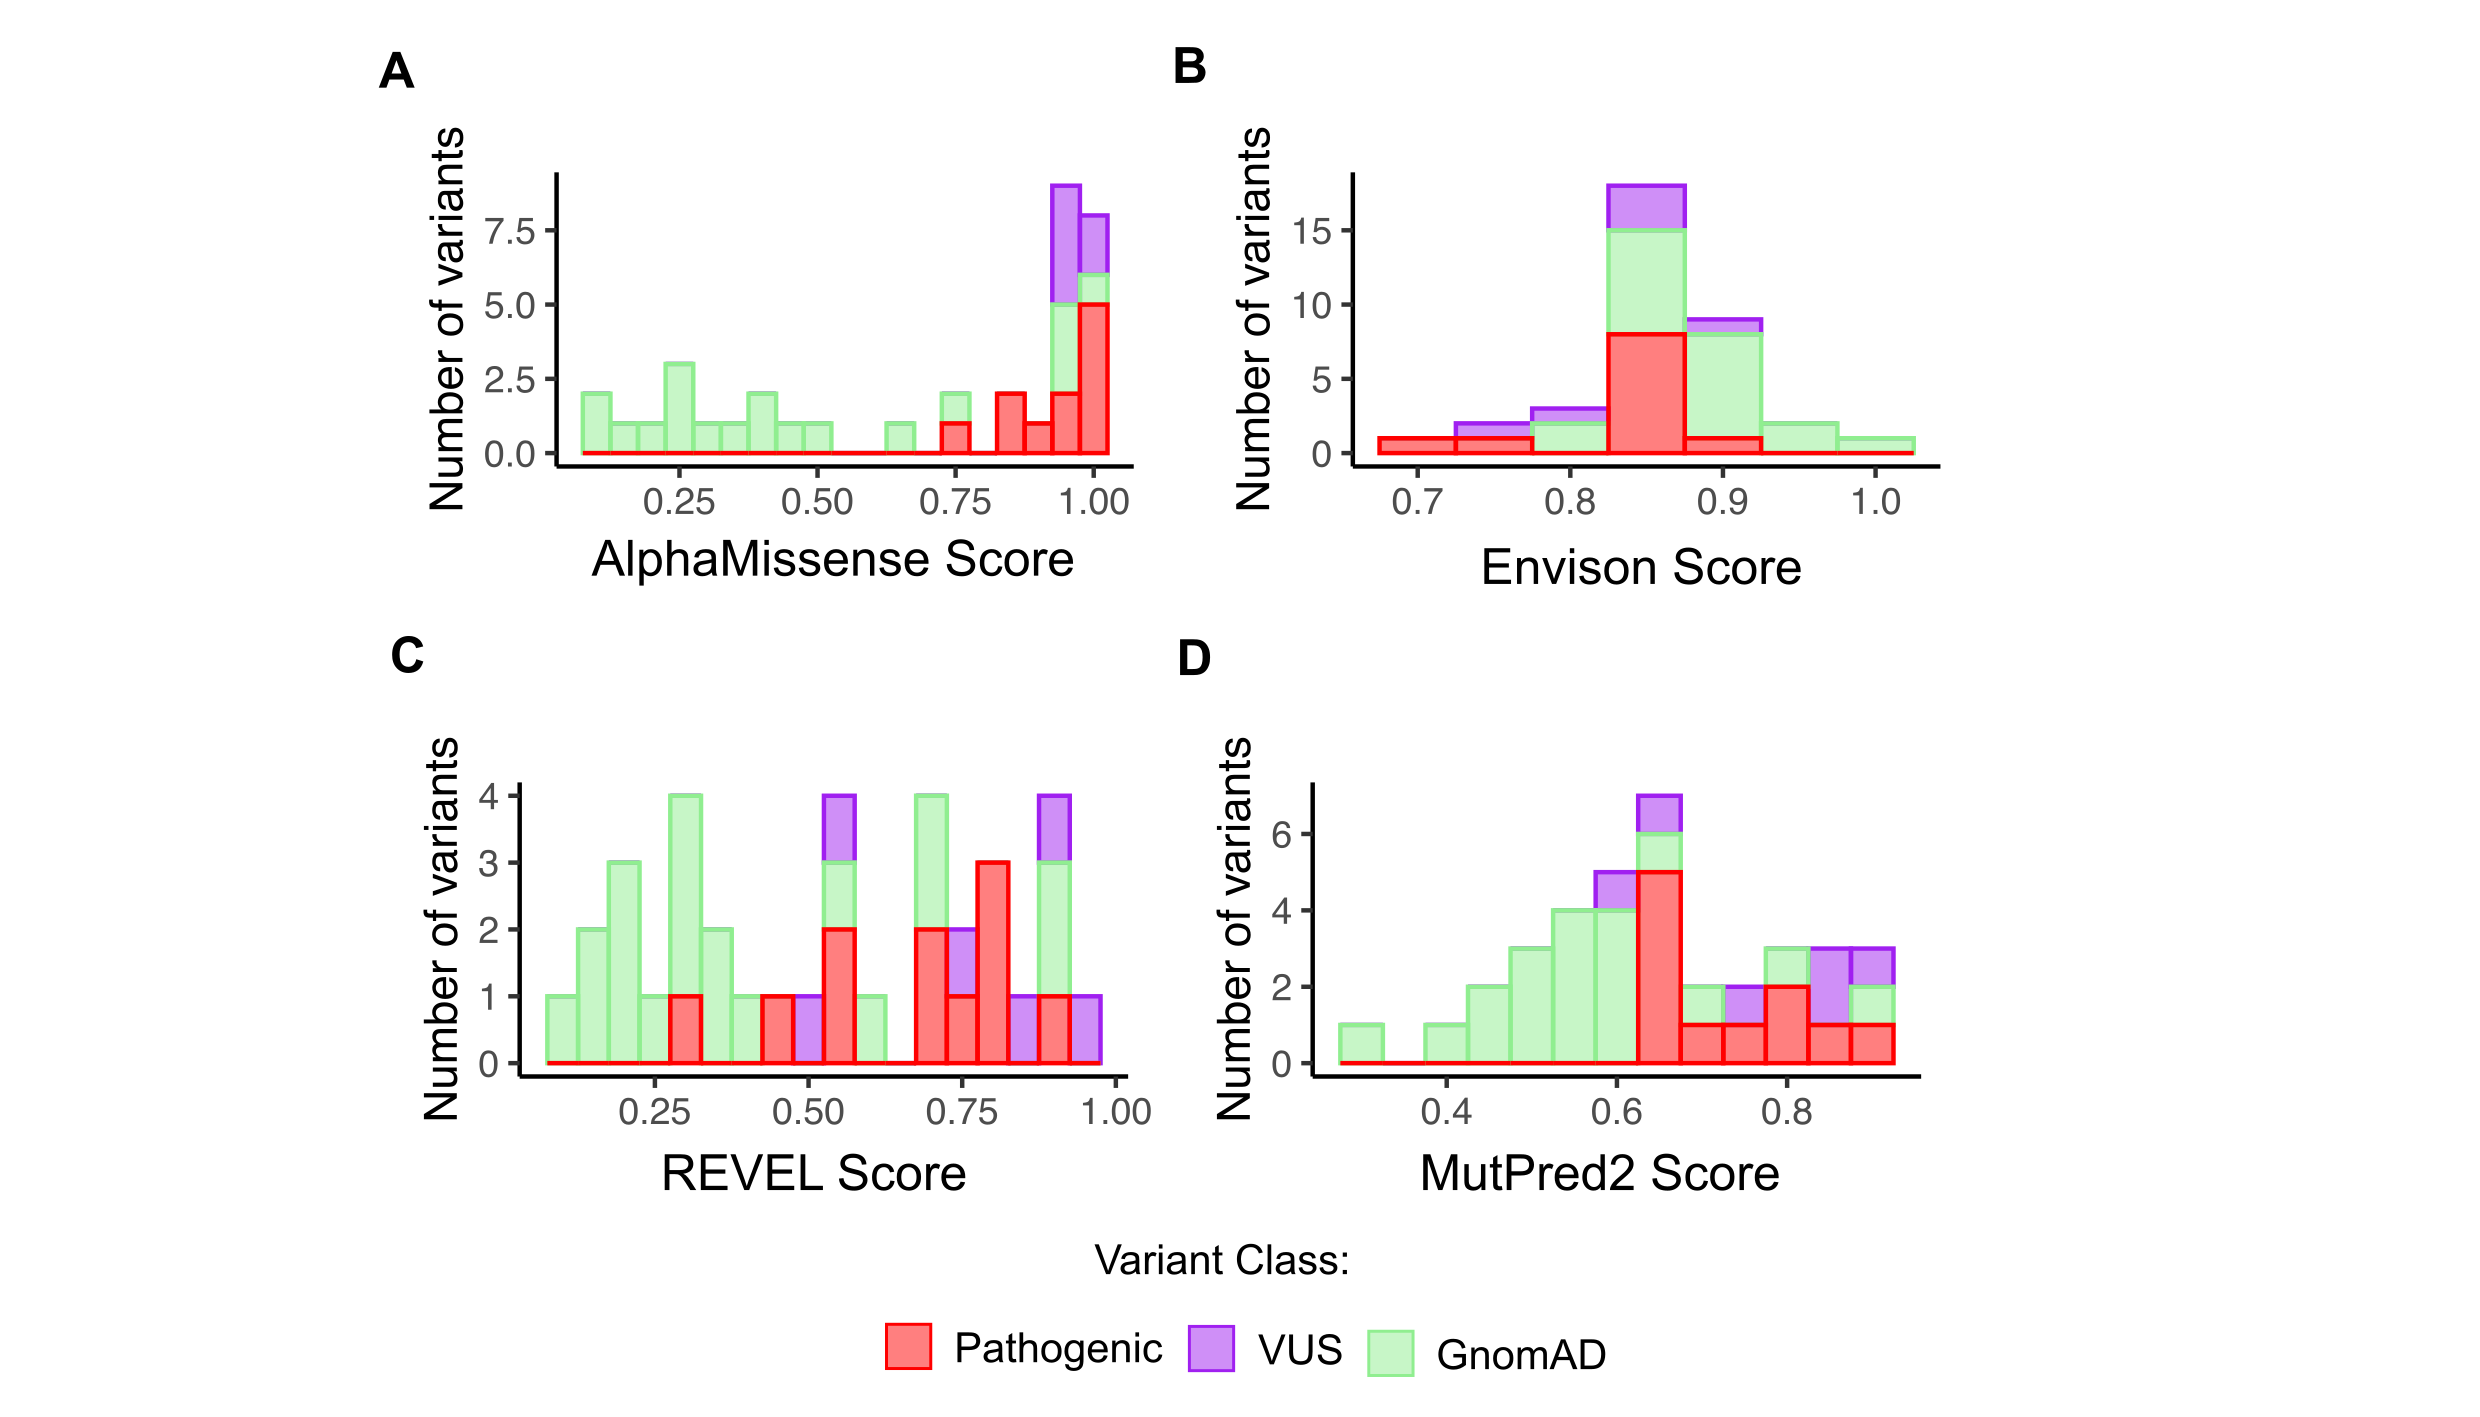 A
Number of variants
7.5
5.0
2.5
0.0
0.25 0.50 0.75 1.00
AlphaMissense Score
B
Number of variants
15
10
5
0
0.7 0.8 0.9 1.0
Envison Score
C
Number of variants
4
3
2
1
0
0.25 0.50 0.75 1.00
REVEL Score
D
Number of variants
6
4
2
0
0.4 0.6 0.8
MutPred2 Score
Variant Class:
Pathogenic VUS GnomAD